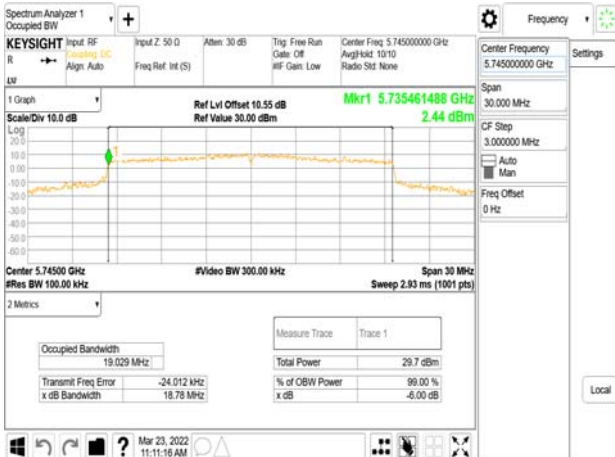 Spectrum Analyzer 1
Occupied BW
+
Frequency
KEYSIGHT
R
LXI
Input: RF
Coupling: DC
Align: Auto
Input Z: 50 Ω
Freq Ref: Int (S)
Atten: 30 dB
Trig: Free Run
Gate: Off
#IF Gain: Low
Center Freq: 5.745000000 GHz
Avg|Hold: 10/10
Radio Std: None
Center Frequency
5.745000000 GHz
Settings
Span
30.000 MHz
CF Step
3.000000 MHz
Auto
Man
Freq Offset
0 Hz
Local
1 Graph
Scale/Div 10.0 dB
Ref Lvl Offset 10.55 dB
Ref Value 30.00 dBm
Mkr1 5.735461488 GHz
2.44 dBm
Log
20.0
10.0
0.00
-10.0
-20.0
-30.0
-40.0
-50.0
-60.0
1
Center 5.74500 GHz
#Res BW 100.00 kHz
#Video BW 300.00 kHz
Span 30 MHz
Sweep 2.93 ms (1001 pts)
2 Metrics
Measure Trace Trace 1
Occupied Bandwidth
19.029 MHz
Total Power 29.7 dBm
Transmit Freq Error -24.012 kHz
% of OBW Power 99.00 %
x dB Bandwidth 18.78 MHz
x dB -6.00 dB
?
Mar 23, 2022
11:11:16 AM